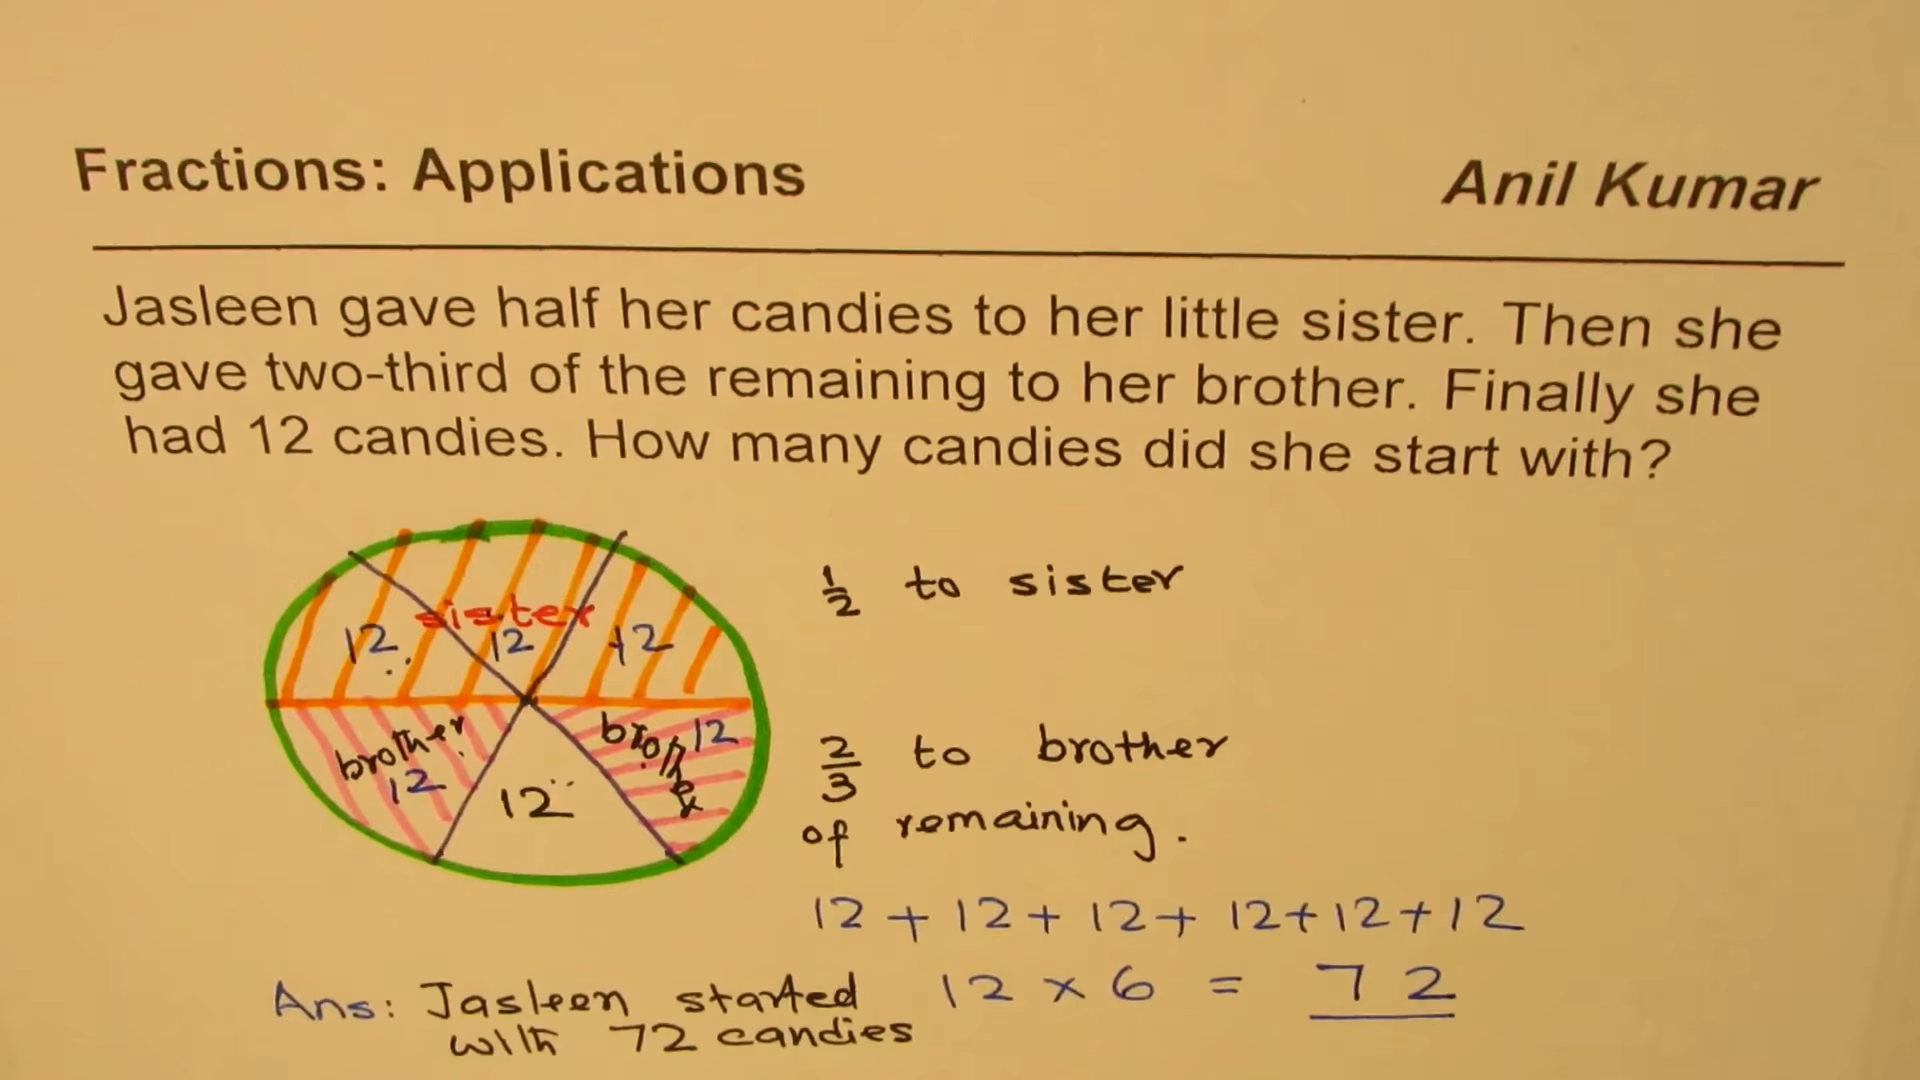 Fractions: Applications
Anil Kumar
Jasleen gave half her candies to her little sister. Then she
gave two-third of the remaining to her brother. Finally she
had 12 candies. How many candies did she start with?
sister
12 12 12
brother
12
brother
12
12
1/2 to sister
2/3 to brother
of remaining.
12 + 12 + 12 + 12 + 12 + 12
12 × 6 = 72
Ans: Jasleen started
with 72 candies